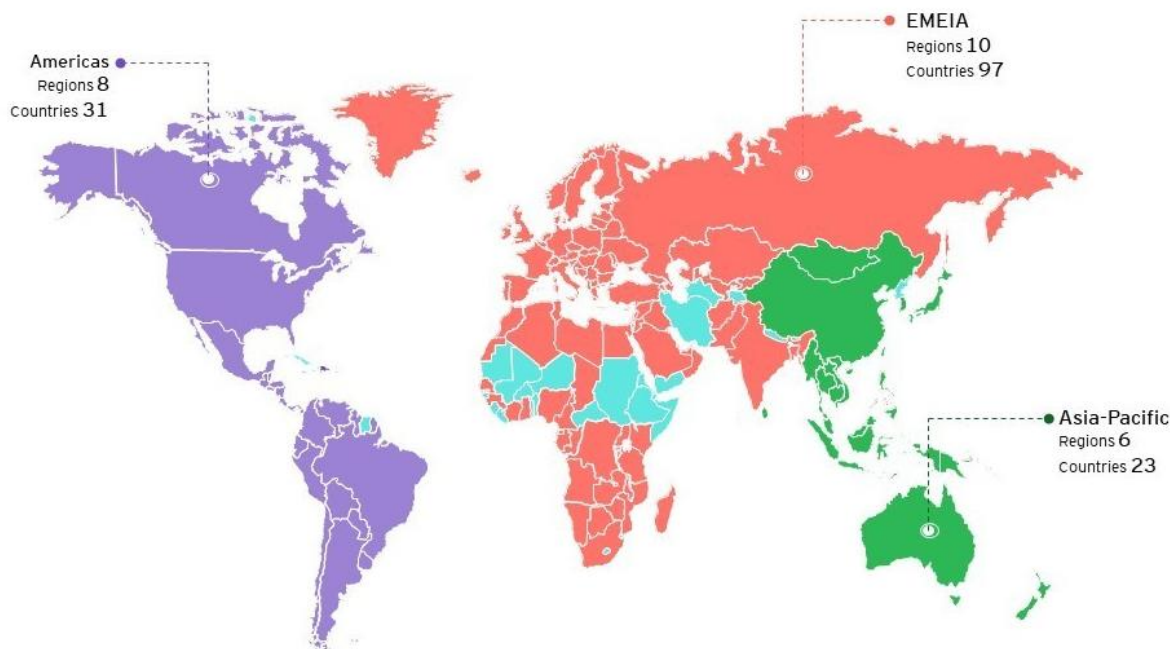 Americas
Regions 8
Countries 31
EMEIA
Regions 10
Countries 97
Asia-Pacific
Regions 6
Countries 23